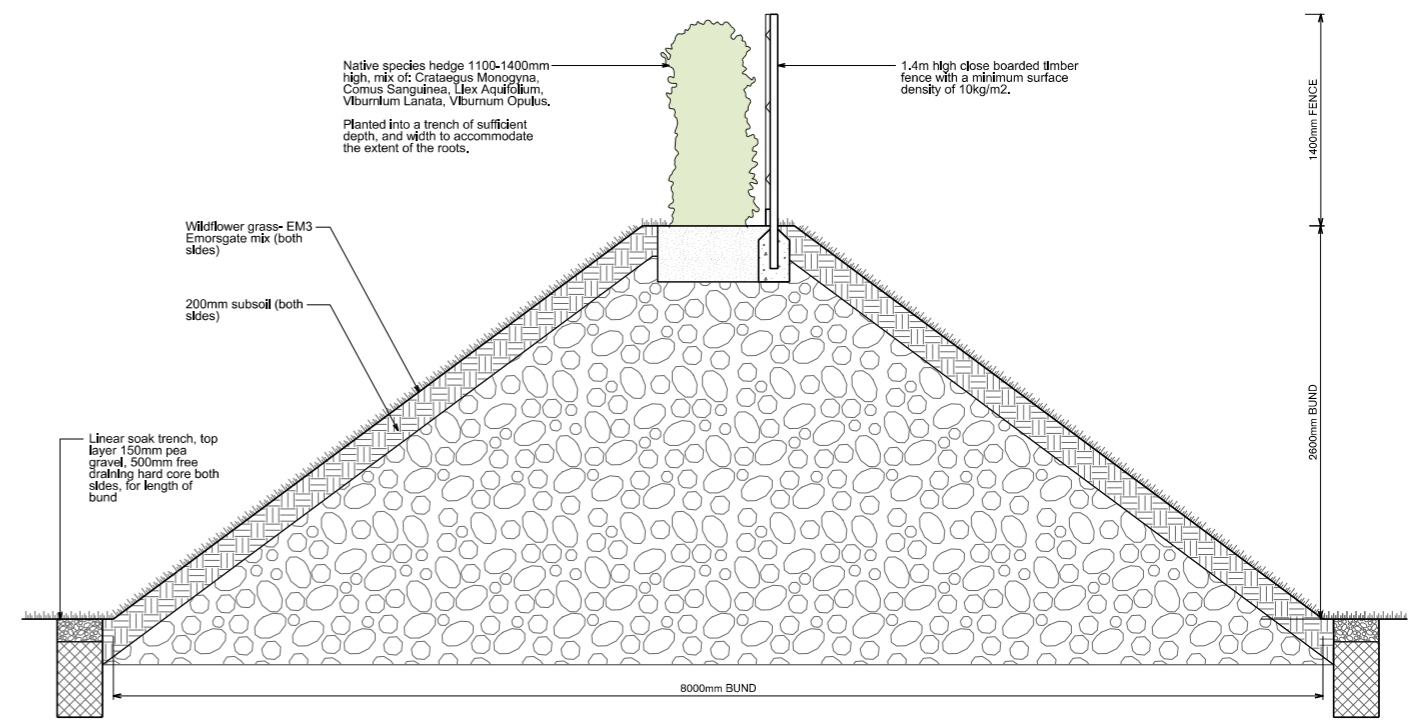 Native species hedge 1100-1400mm
high, mix of: Crataegus Monogyna,
Cornus Sanguinea, Llex Aquifolium,
Viburnium Lanata, Viburnum Opulus.
Planted into a trench of sufficient
depth, and width to accommodate
the extent of the roots.
1.4m high close boarded timber
fence with a minimum surface
density of 10kg/m2.
1400mm FENCE
Wildflower grass- EM3
Emorsgate mix (both
sides)
200mm subsoil (both
sides)
2600mm BUND
Linear soak trench, top
layer 150mm pea
gravel, 500mm free
draining hard core both
sides, for length of
bund
8000mm BUND